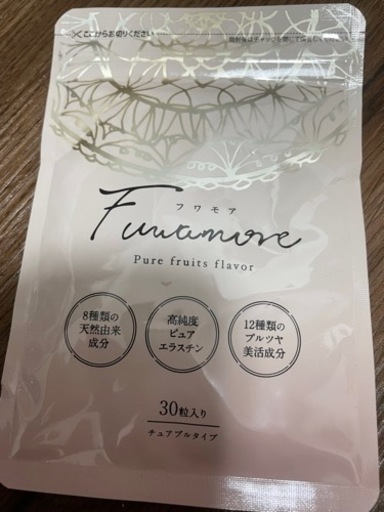 ここからお切りください
フワモア
Fuwamore
Pure fruits flavor
8種類の
天然由来
成分
高純度
ピュア
エラスチン
12種類の
プルツヤ
美活成分
30粒入り
チュアブルタイプ